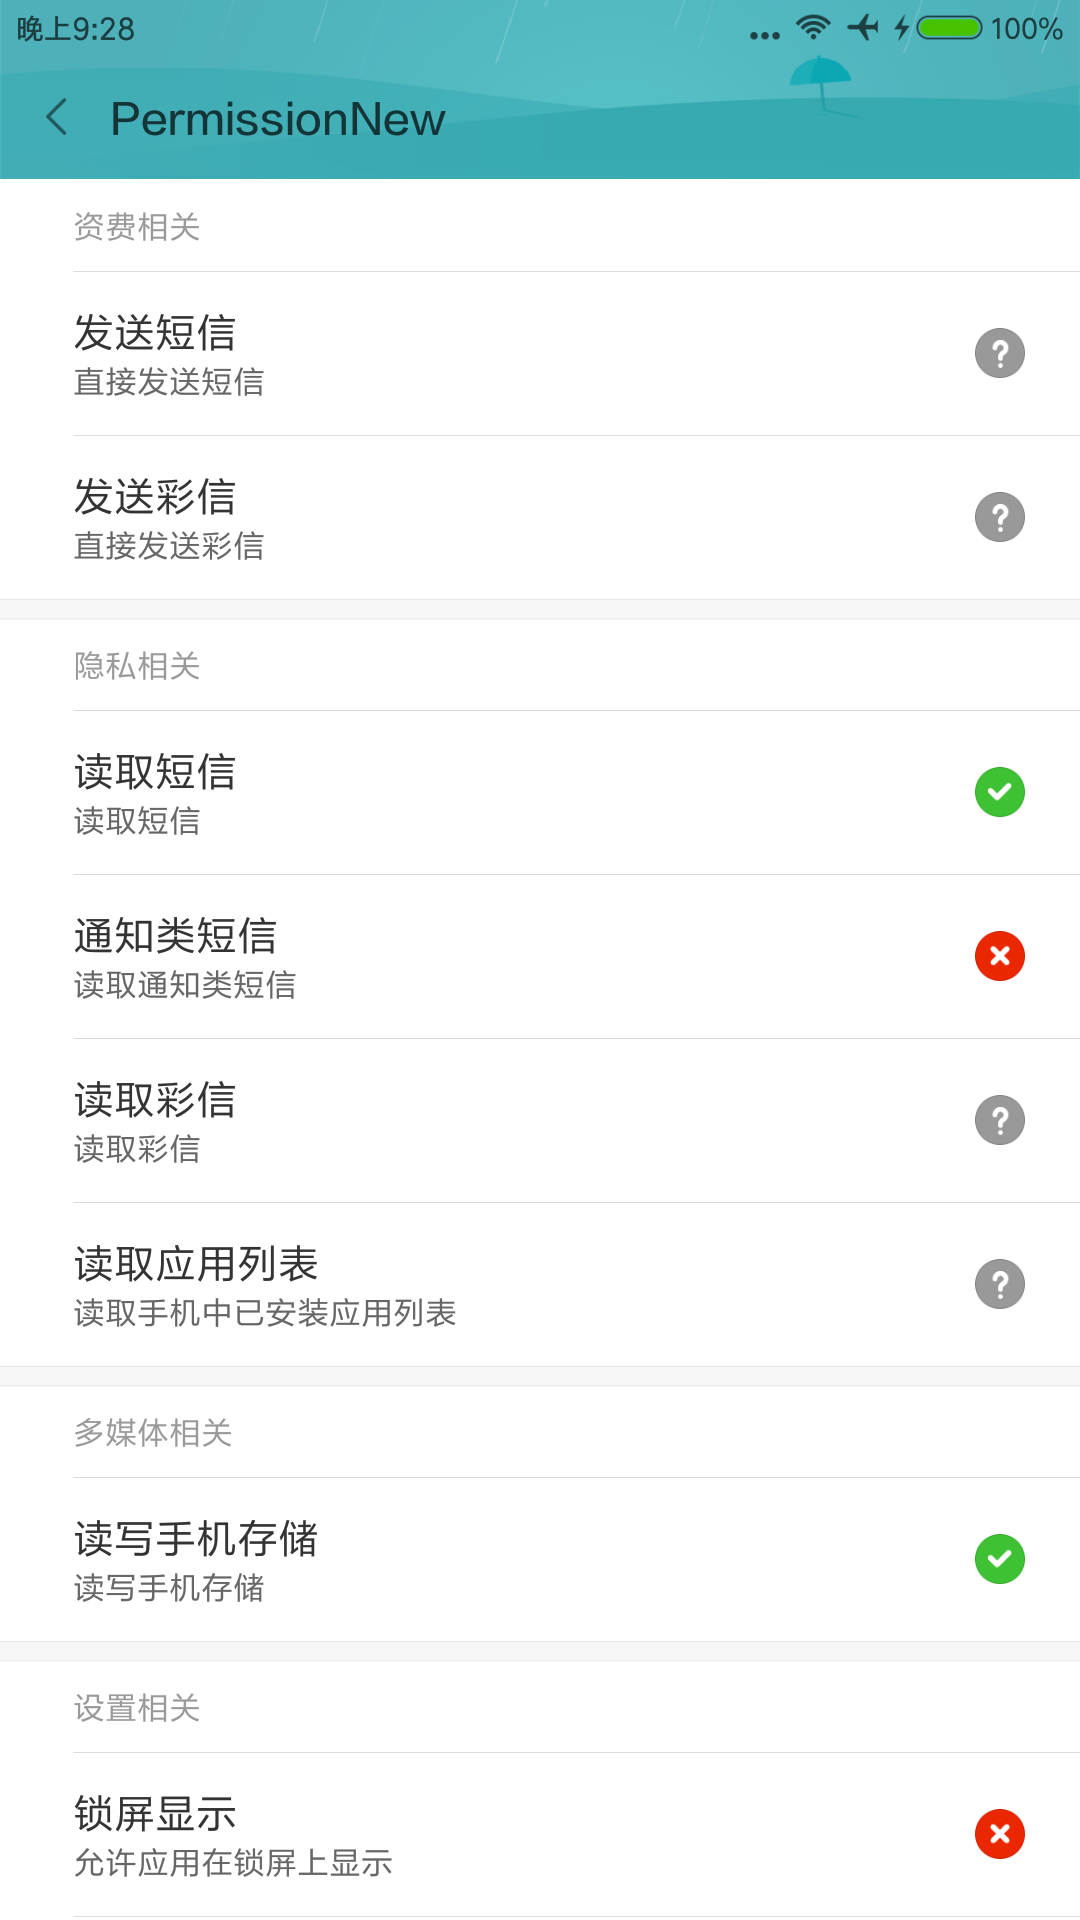 晚上9:28
100%
PermissionNew
资费相关
发送短信
直接发送短信
发送彩信
直接发送彩信
隐私相关
读取短信
读取短信
通知类短信
读取通知类短信
读取彩信
读取彩信
读取应用列表
读取手机中已安装应用列表
多媒体相关
读写手机存储
读写手机存储
设置相关
锁屏显示
允许应用在锁屏上显示